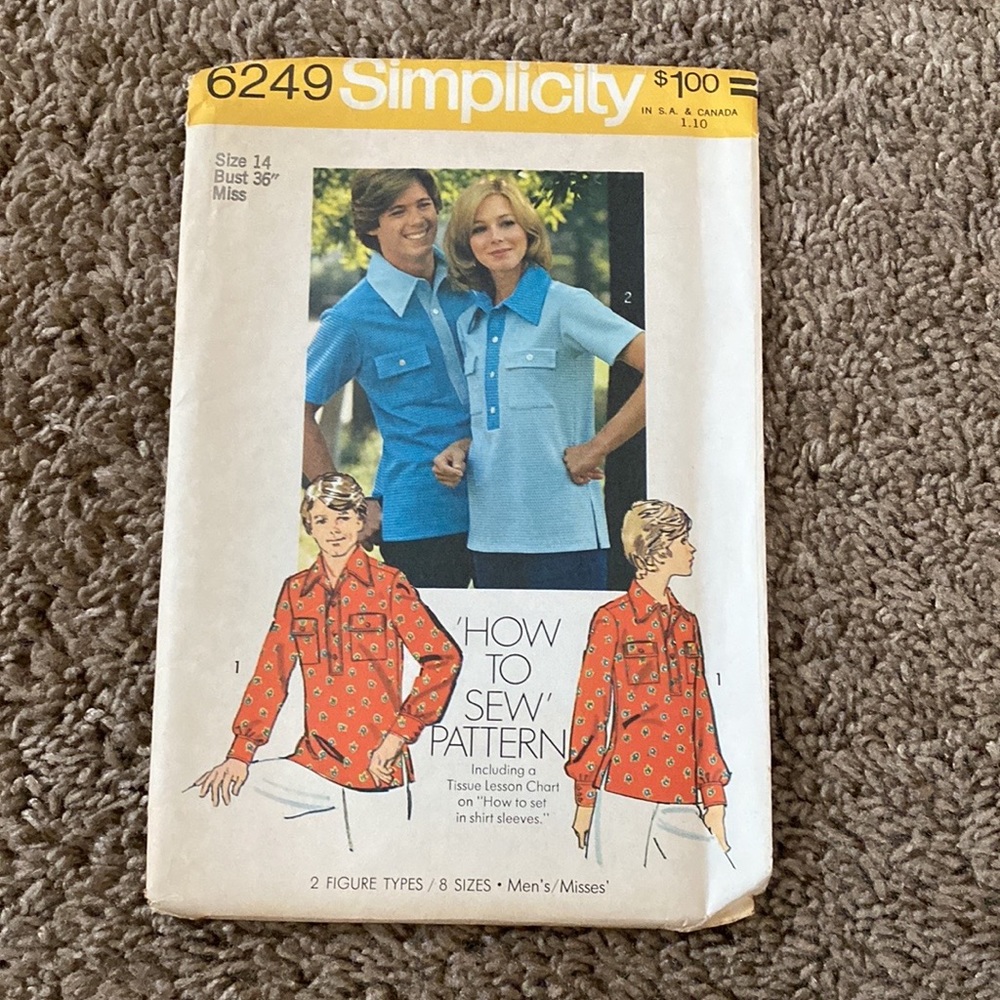 6249 Simplicity $1.00
IN S.A. & CANADA
1.10
Size 14
Bust 36"
Miss
2
1
1
'HOW
TO
SEW'
PATTERN
Including a
Tissue Lesson Chart
on "How to set
in shirt sleeves."
2 FIGURE TYPES / 8 SIZES • Men's/Misses'